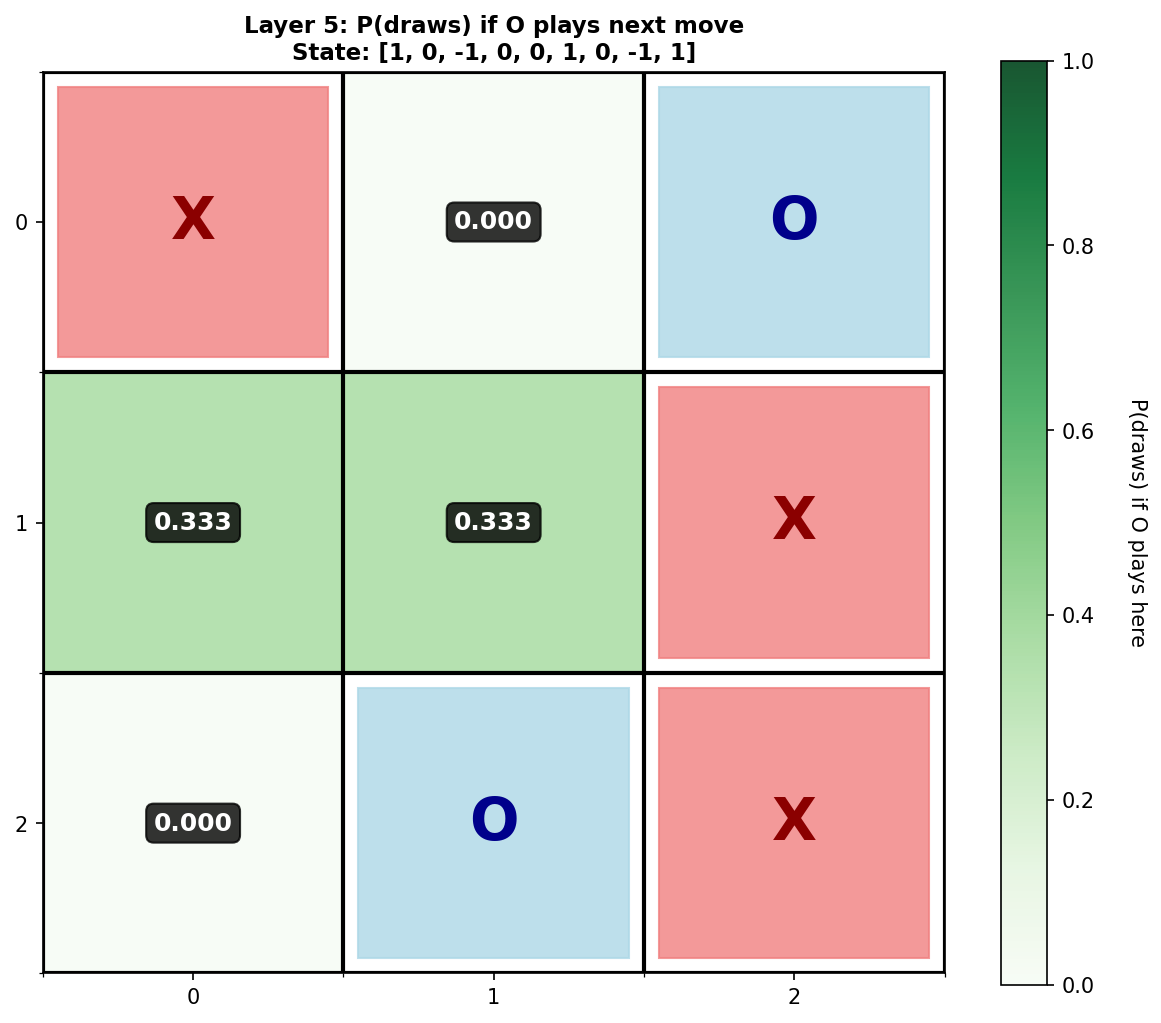 Layer 5: P(draws) if O plays next move
State: [1, 0, -1, 0, 0, 1, 0, -1, 1]
X
0.000
O
0.333
0.333
X
0.000
O
X
0
1
2
0
1
2
1.0
0.8
0.6
0.4
0.2
0.0
P(draws) if O plays here